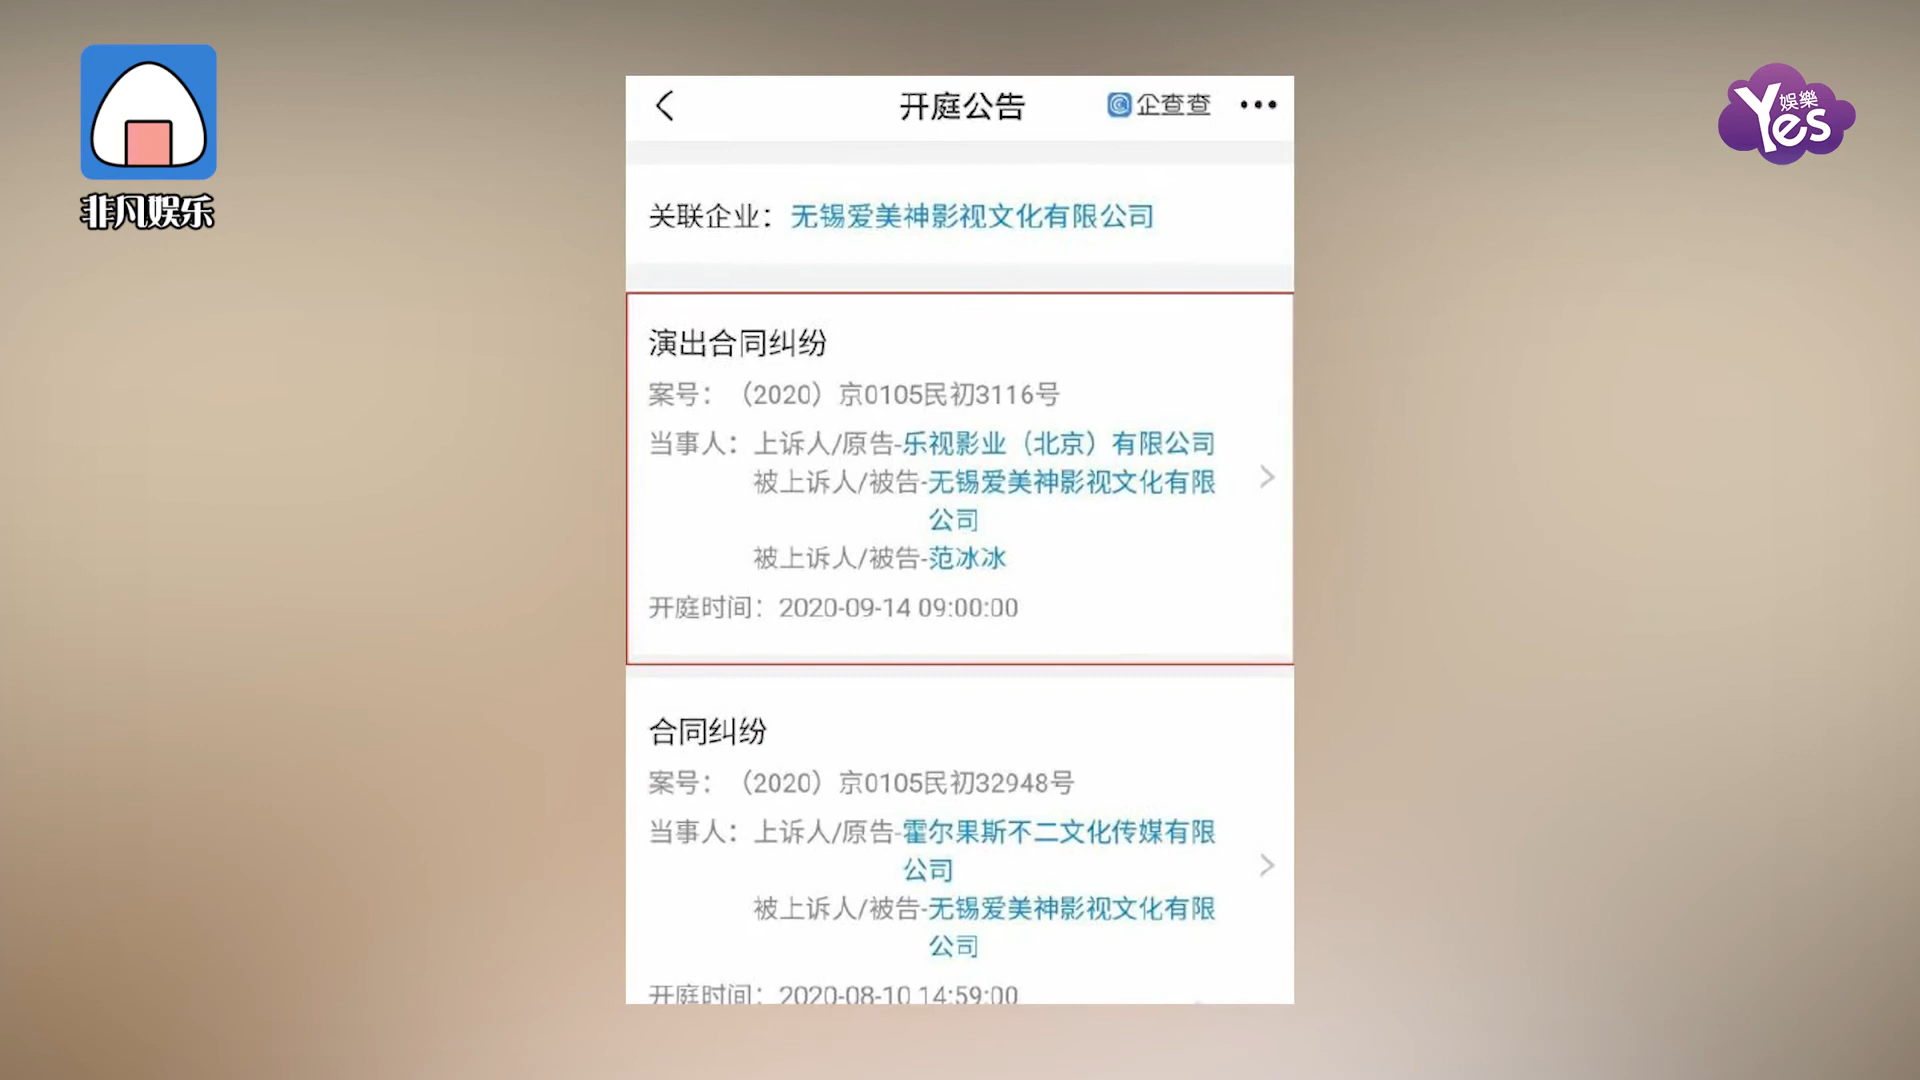 非凡娱乐
娛樂
Yes
开庭公告
企查查
关联企业：无锡爱美神影视文化有限公司
演出合同纠纷
案号：（2020）京0105民初3116号
当事人：上诉人/原告-乐视影业（北京）有限公司
被上诉人/被告-无锡爱美神影视文化有限
公司
被上诉人/被告-范冰冰
开庭时间：2020-09-14 09:00:00
合同纠纷
案号：（2020）京0105民初32948号
当事人：上诉人/原告-霍尔果斯不二文化传媒有限
公司
被上诉人/被告-无锡爱美神影视文化有限
公司
开庭时间：2020-08-10 14:59:00